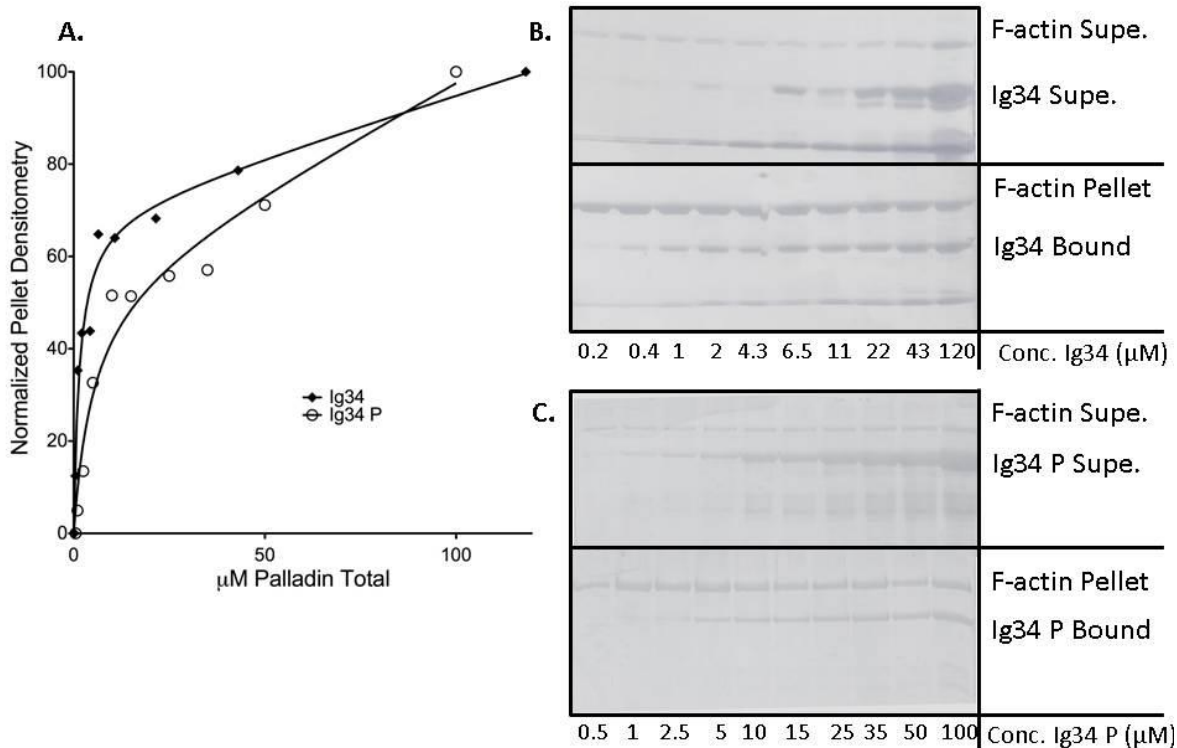 A.
100
80
60
40
20
0
0 50 100
Normalized Pellet Densitometry
μM Palladin Total
Ig34
Ig34 P
B.
F-actin Supe.
Ig34 Supe.
F-actin Pellet
Ig34 Bound
0.2 0.4 1 2 4.3 6.5 11 22 43 120 Conc. Ig34 (μM)
C.
F-actin Supe.
Ig34 P Supe.
F-actin Pellet
Ig34 P Bound
0.5 1 2.5 5 10 15 25 35 50 100 Conc. Ig34 P (μM)